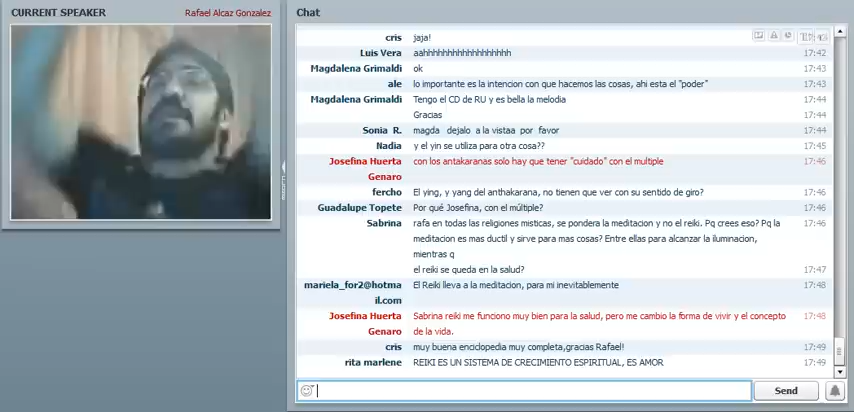 CURRENT SPEAKER
Rafael Alcaz Gonzalez
Chat
cris jaja!
Luis Vera aahhhhhhhhhhhhhhhhhh 17:42
Magdalena Grimaldi ok 17:43
ale lo importante es la intencion con que hacemos las cosas, ahi esta el "poder" 17:43
Magdalena Grimaldi Tengo el CD de RU y es bella la melodia 17:44
Gracias 17:44
Sonia R. magda dejalo a la vistaa por favor 17:44
Nadia y el yin se utiliza para otra cosa?? 17:45
Josefina Huerta con los antakaranas solo hay que tener "cuidado" con el multiple 17:46
Genaro
fercho El ying, y yang del anthakarana, no tienen que ver con su sentido de giro? 17:46
Guadalupe Topete Por qué Josefina, con el múltiple? 17:46
Sabrina rafa en todas las religiones misticas, se pondera la meditacion y no el reiki. Pq crees eso? Pq la 17:46
meditacion es mas ductil y sirve para mas cosas? Entre ellas para alcanzar la iluminacion,
mientras q
el reiki se queda en la salud? 17:47
mariela_for2@hotma El Reiki lleva a la meditacion, para mi inevitablemente 17:48
il.com
Josefina Huerta Sabrina reiki me funciono muy bien para la salud, pero me cambio la forma de vivir y el concepto 17:48
Genaro de la vida.
cris muy buena enciclopedia muy completa,gracias Rafael! 17:49
rita marlene REIKI ES UN SISTEMA DE CRECIMIENTO ESPIRITUAL, ES AMOR 17:49
Send